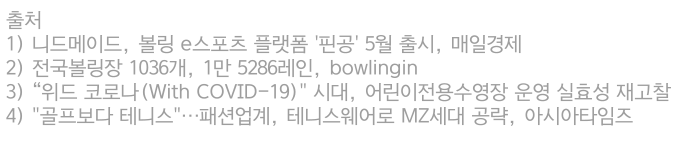 출처
1) 니드메이드, 볼링 e스포츠 플랫폼 '핀공' 5월 출시, 매일경제
2) 전국볼링장 1036개, 1만 5286레인, bowlingin
3) “위드 코로나(With COVID-19)" 시대, 어린이전용수영장 운영 실효성 재고찰
4) "골프보다 테니스"…패션업계, 테니스웨어로 MZ세대 공략, 아시아타임즈